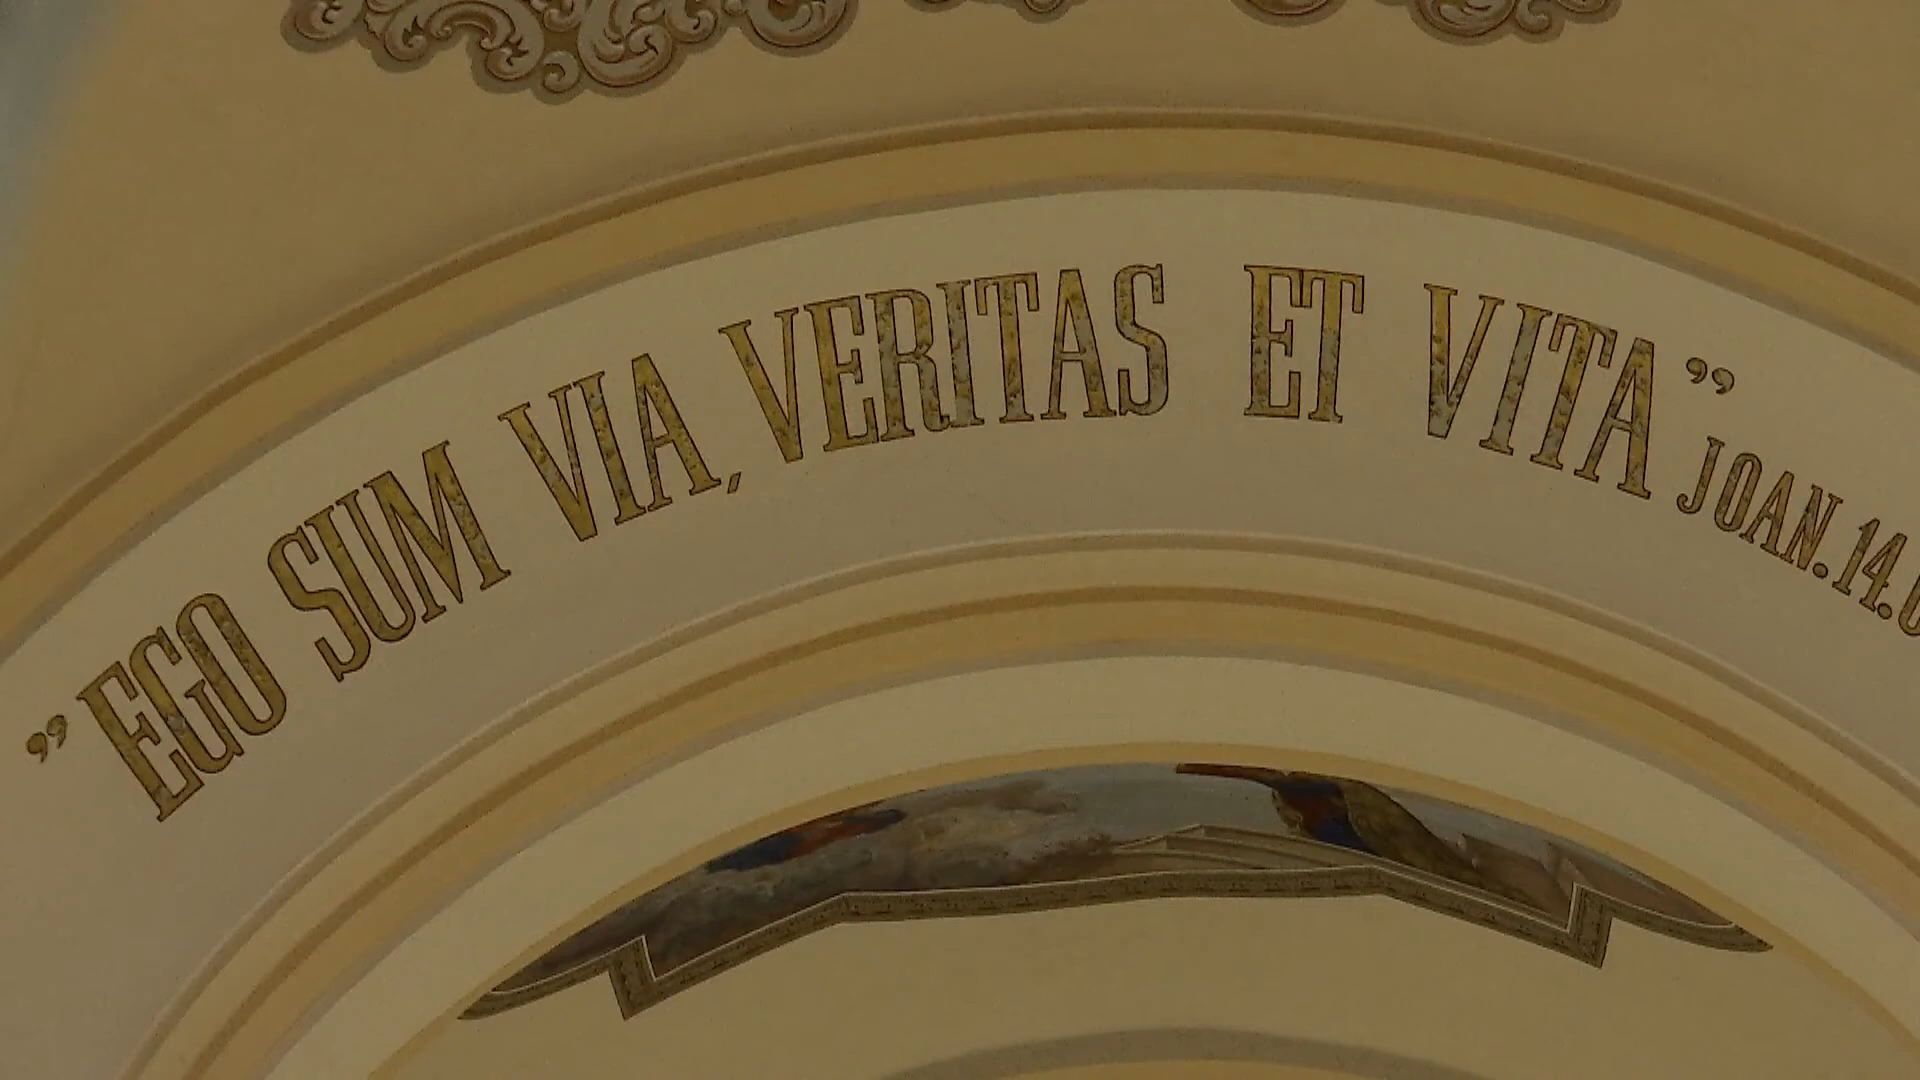 ”EGO SUM VIA, VERITAS ET VITA” JOAN.14.